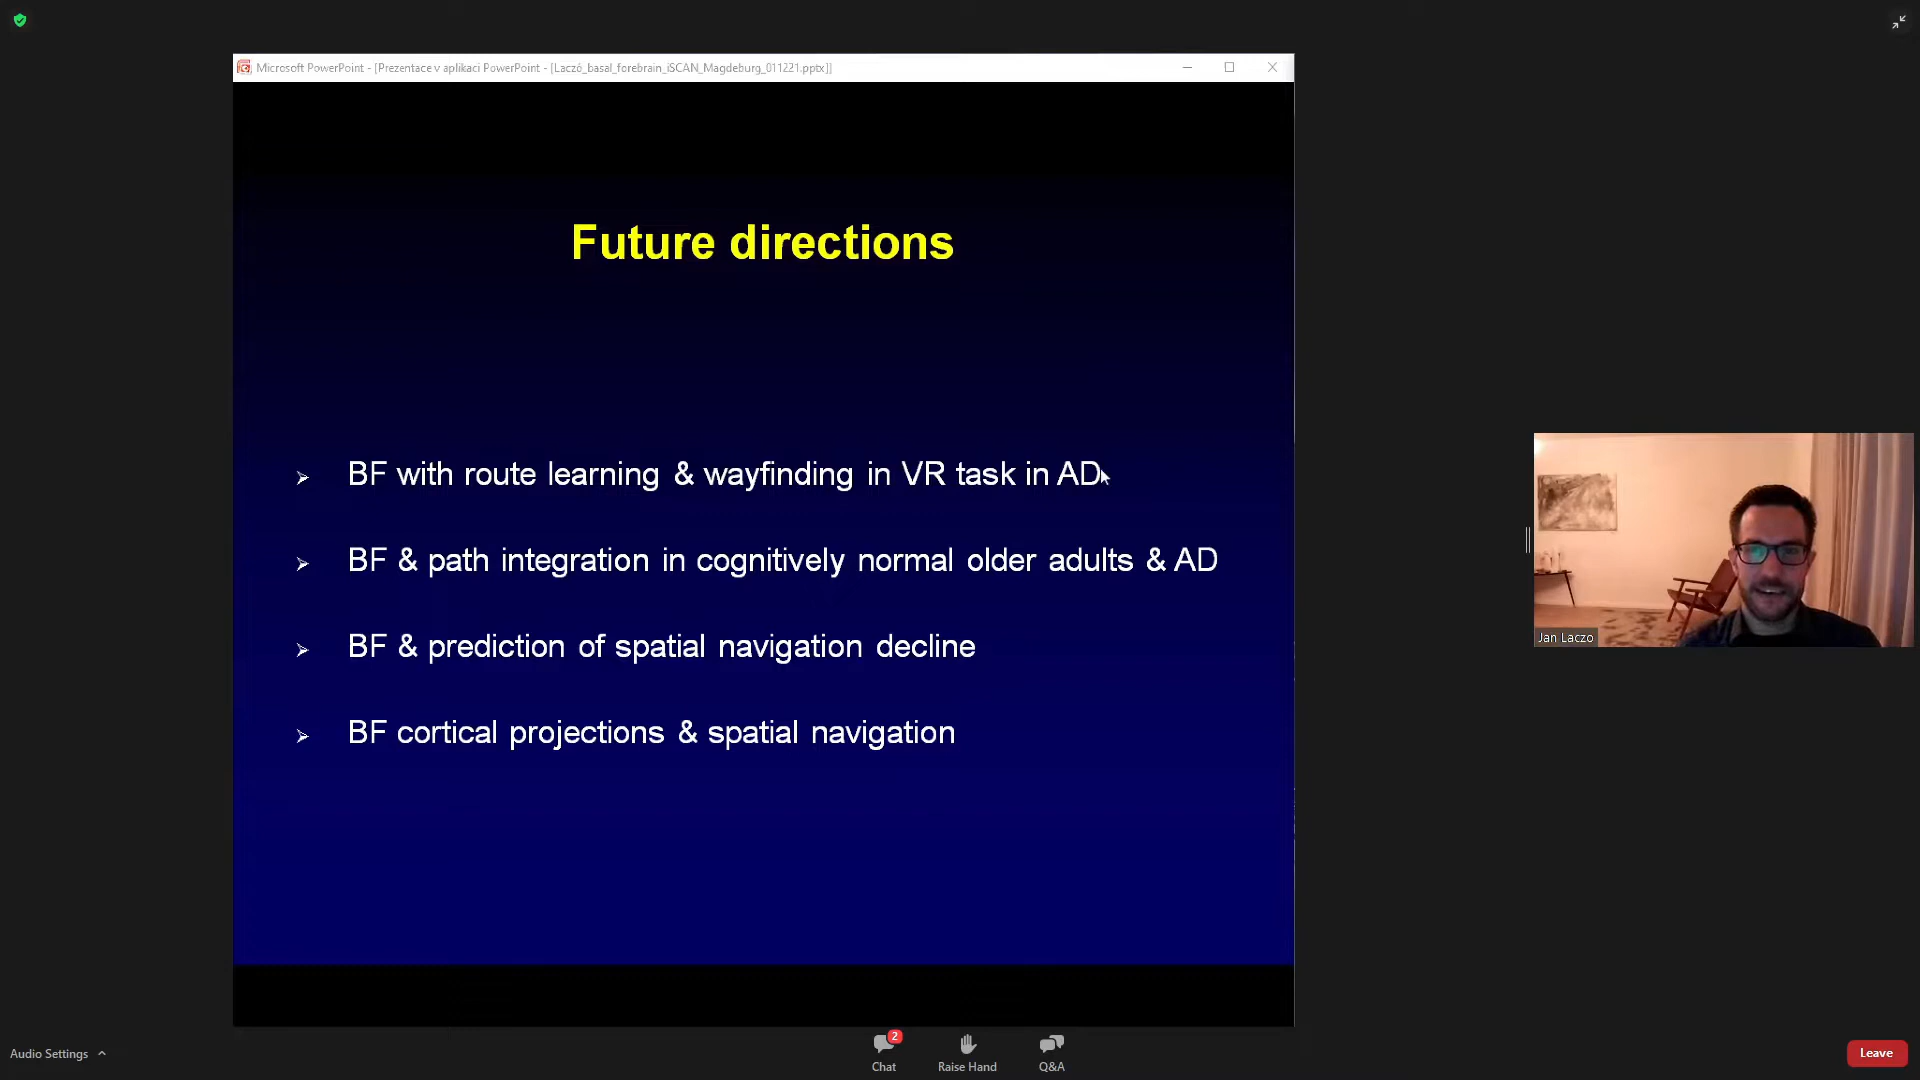 Microsoft PowerPoint - [Prezentace v aplikaci PowerPoint - [Laczó_basal_forebrain_iSCAN_Magdeburg_011221.pptx]]
Future directions
BF with route learning & wayfinding in VR task in AD
BF & path integration in cognitively normal older adults & AD
BF & prediction of spatial navigation decline
BF cortical projections & spatial navigation
Jan Laczo
Audio Settings
2
Chat
Raise Hand
Q&A
Leave